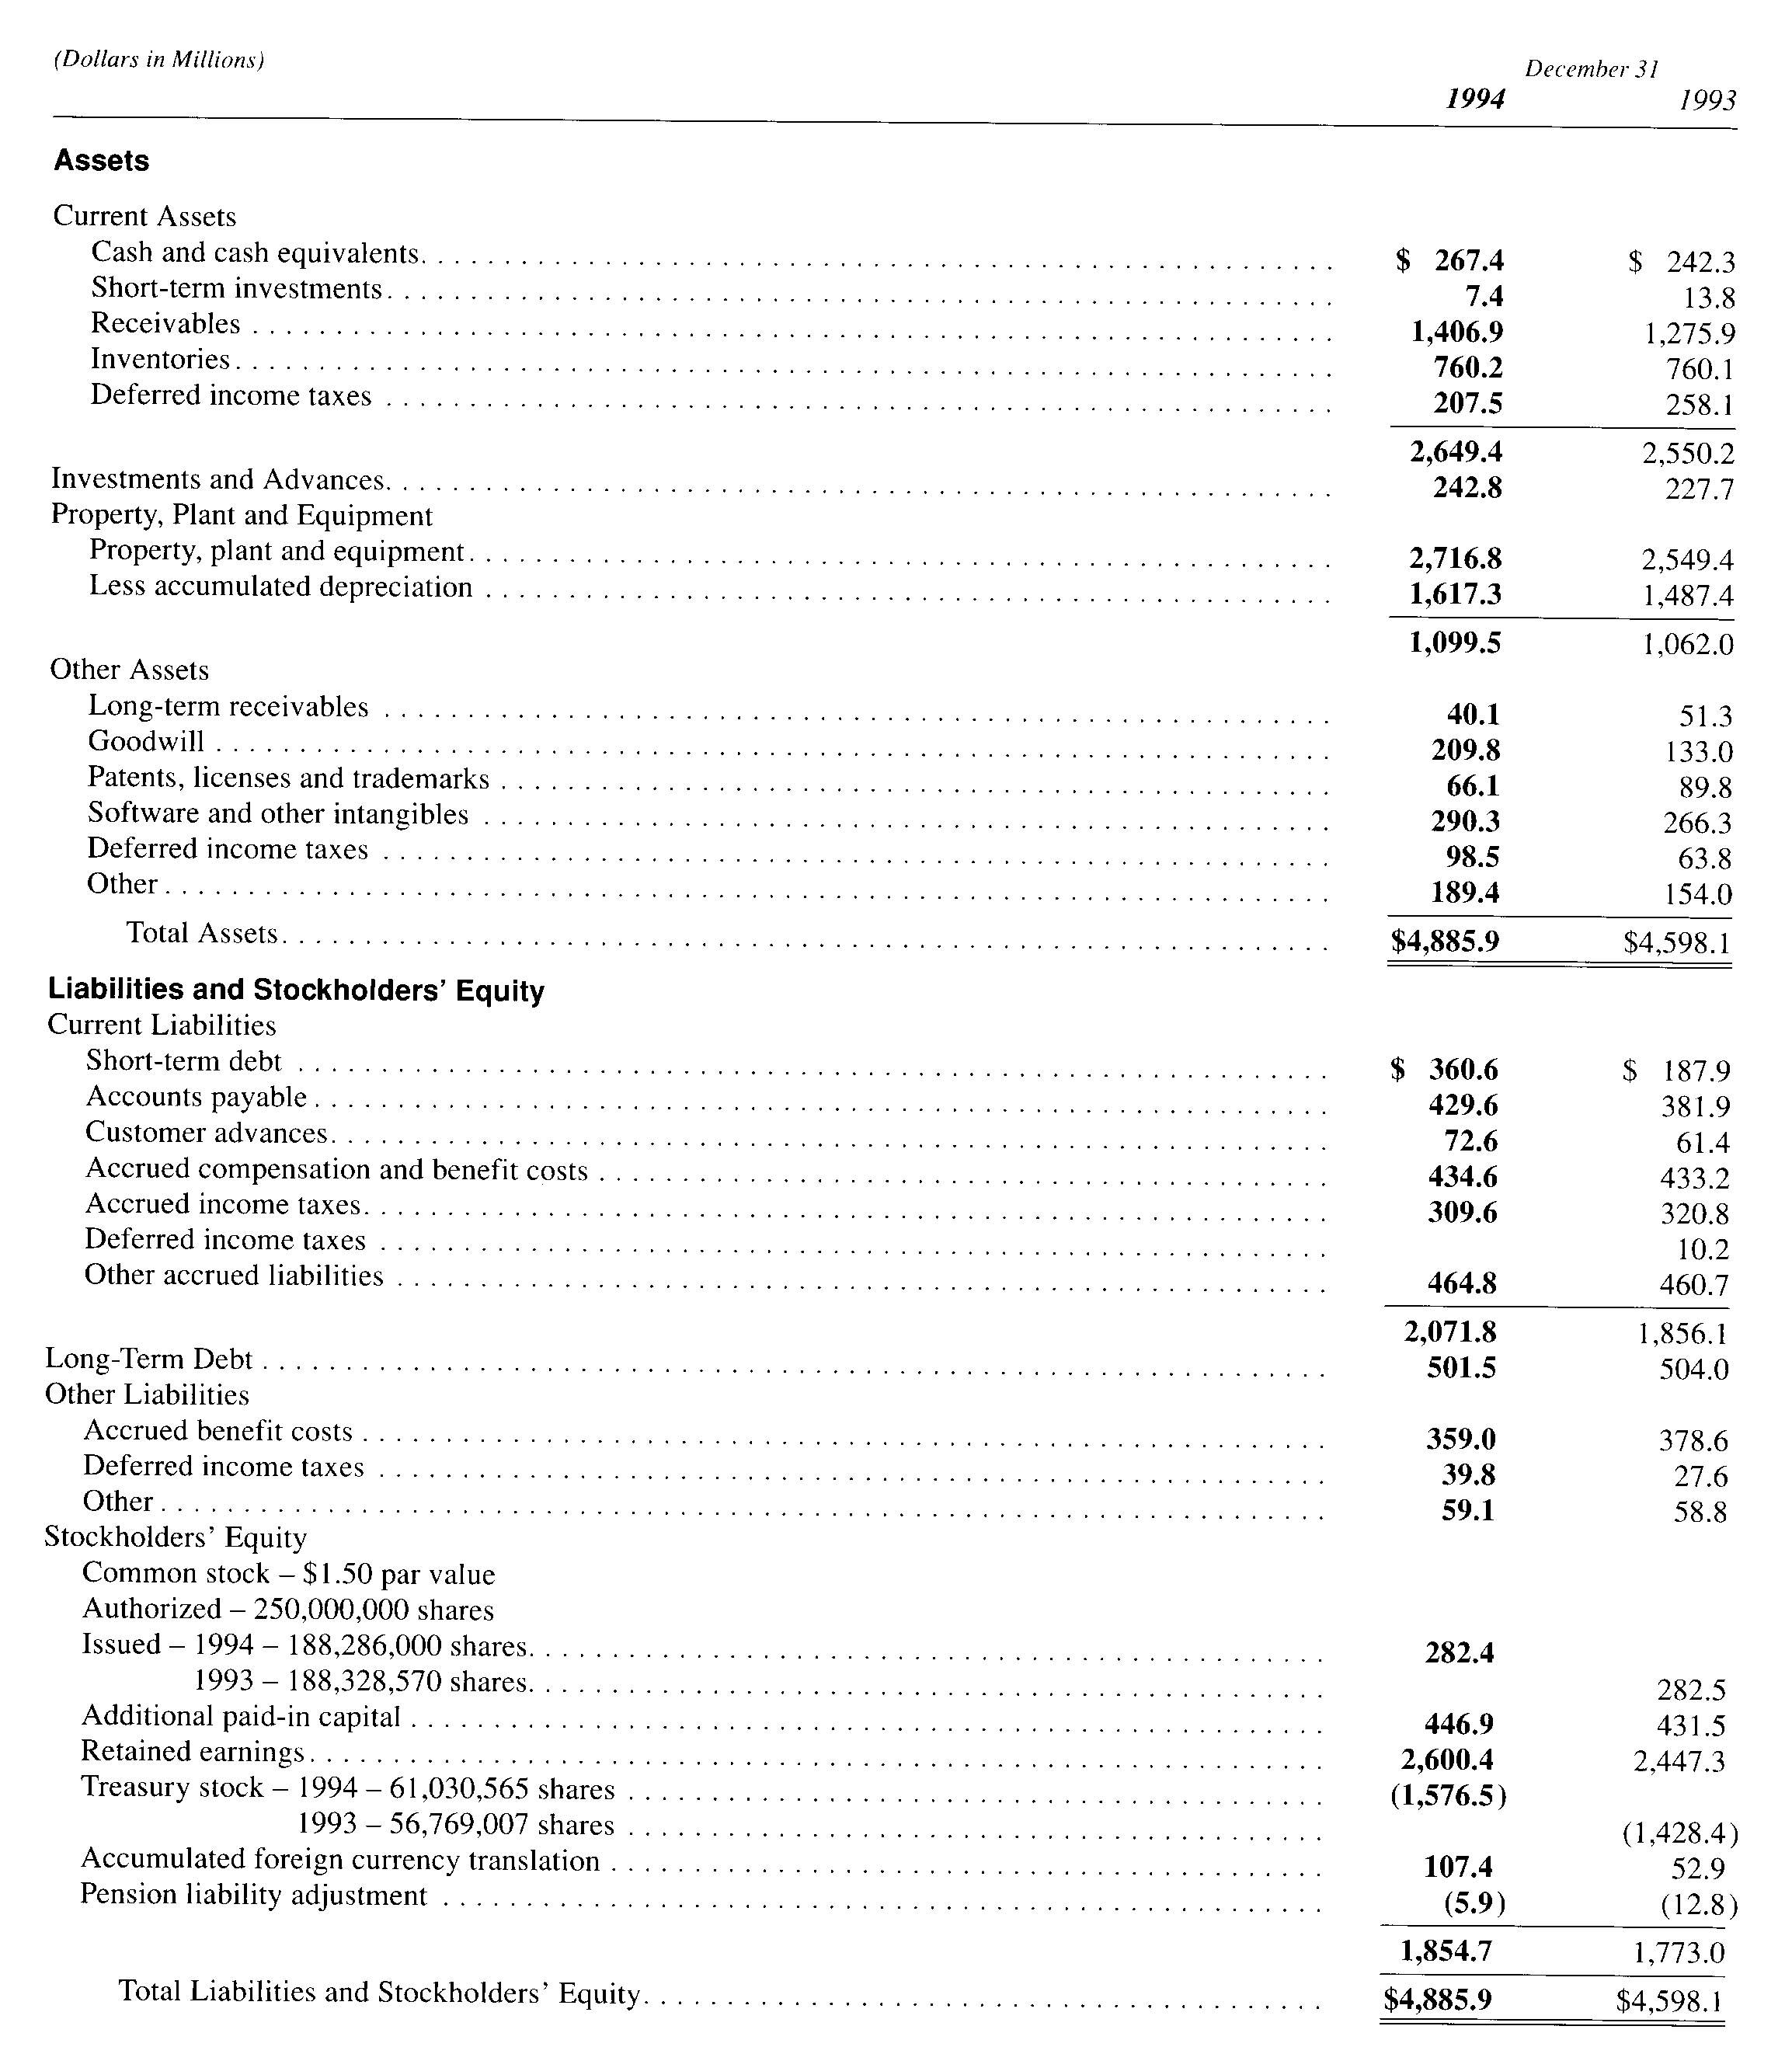 (Dollars in Millions)
December 31
1994 1993
Assets
Current Assets
Cash and cash equivalents. $ 267.4 $ 242.3
Short-term investments. 7.4 13.8
Receivables 1,406.9 1,275.9
Inventories. 760.2 760.1
Deferred income taxes 207.5 258.1
2,649.4 2,550.2
Investments and Advances. 242.8 227.7
Property, Plant and Equipment
Property, plant and equipment. 2,716.8 2,549.4
Less accumulated depreciation 1,617.3 1,487.4
1,099.5 1,062.0
Other Assets
Long-term receivables 40.1 51.3
Goodwill 209.8 133.0
Patents, licenses and trademarks 66.1 89.8
Software and other intangibles 290.3 266.3
Deferred income taxes 98.5 63.8
Other. 189.4 154.0
Total Assets. $4,885.9 $4,598.1
Liabilities and Stockholders' Equity
Current Liabilities
Short-term debt $ 360.6 $ 187.9
Accounts payable. 429.6 381.9
Customer advances. 72.6 61.4
Accrued compensation and benefit costs 434.6 433.2
Accrued income taxes. 309.6 320.8
Deferred income taxes 10.2
Other accrued liabilities 464.8 460.7
2,071.8 1,856.1
Long-Term Debt 501.5 504.0
Other Liabilities
Accrued benefit costs 359.0 378.6
Deferred income taxes 39.8 27.6
Other. 59.1 58.8
Stockholders' Equity
Common stock – $1.50 par value
Authorized – 250,000,000 shares
Issued – 1994 – 188,286,000 shares. 282.4
1993 – 188,328,570 shares. 282.5
Additional paid-in capital 446.9 431.5
Retained earnings. 2,600.4 2,447.3
Treasury stock – 1994 – 61,030,565 shares (1,576.5)
1993 – 56,769,007 shares (1,428.4)
Accumulated foreign currency translation 107.4 52.9
Pension liability adjustment (5.9) (12.8)
1,854.7 1,773.0
Total Liabilities and Stockholders' Equity. $4,885.9 $4,598.1